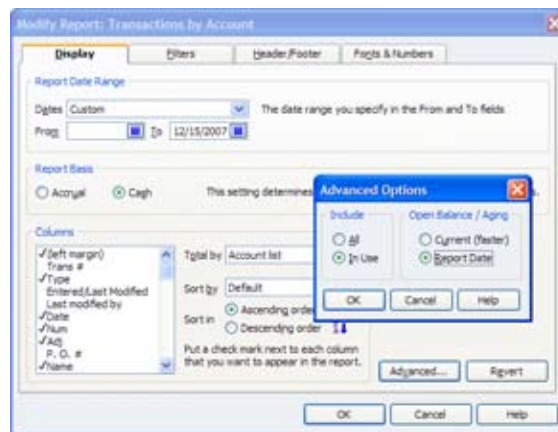 Modify Report: Transactions by Account
Display Filters Header/Footer Fonts & Numbers
Report Date Range
Dates Custom The date range you specify in the From and To fields
From To 12/15/2007
Report Basis
Accrual Cash This setting determines
Columns
(left margin)
Trans #
Type
Entered/Last Modified
Last modified by
Date
Num
Adj
P. O. #
Name
Total by Account list
Sort by Default
Sort in Ascending order
Descending order
Put a check mark next to each column
that you want to appear in the report.
Advanced... Revert
OK Cancel Help
Advanced Options
Include Open Balance / Aging
All Current (faster)
In Use Report Date
OK Cancel Help